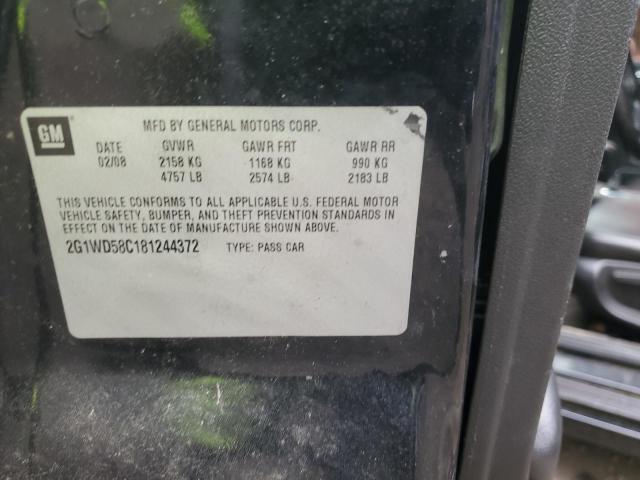 GM
MFD BY GENERAL MOTORS CORP.
DATE GVWR GAWR FRT GAWR RR
02/08 2158 KG 1168 KG 990 KG
4757 LB 2574 LB 2183 LB
THIS VEHICLE CONFORMS TO ALL APPLICABLE U.S. FEDERAL MOTOR
VEHICLE SAFETY, BUMPER, AND THEFT PREVENTION STANDARDS IN
EFFECT ON THE DATE OF MANUFACTURE SHOWN ABOVE.
2G1WD58C181244372 TYPE: PASS CAR